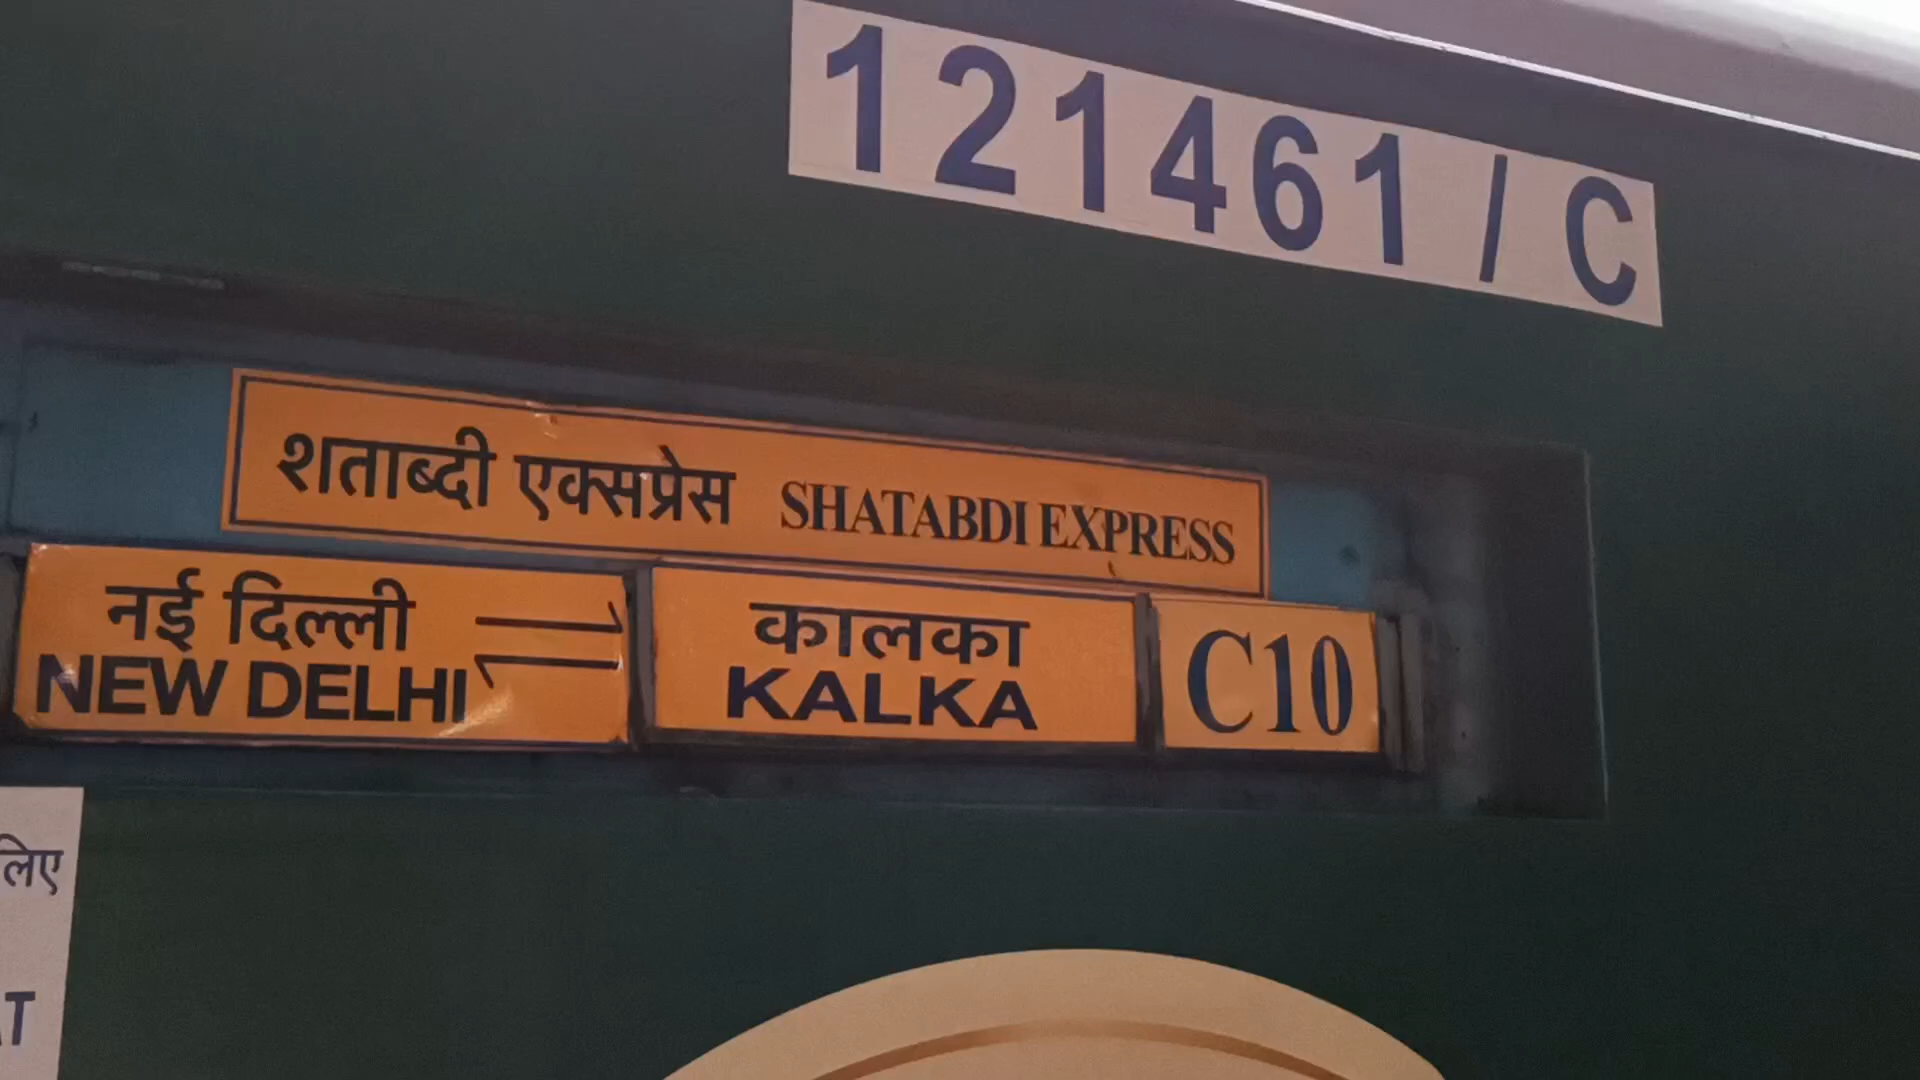 121461 / C
शताब्दी एक्सप्रेस SHATABDI EXPRESS
नई दिल्ली
NEW DELHI
कालका
KALKA
C10
लिए